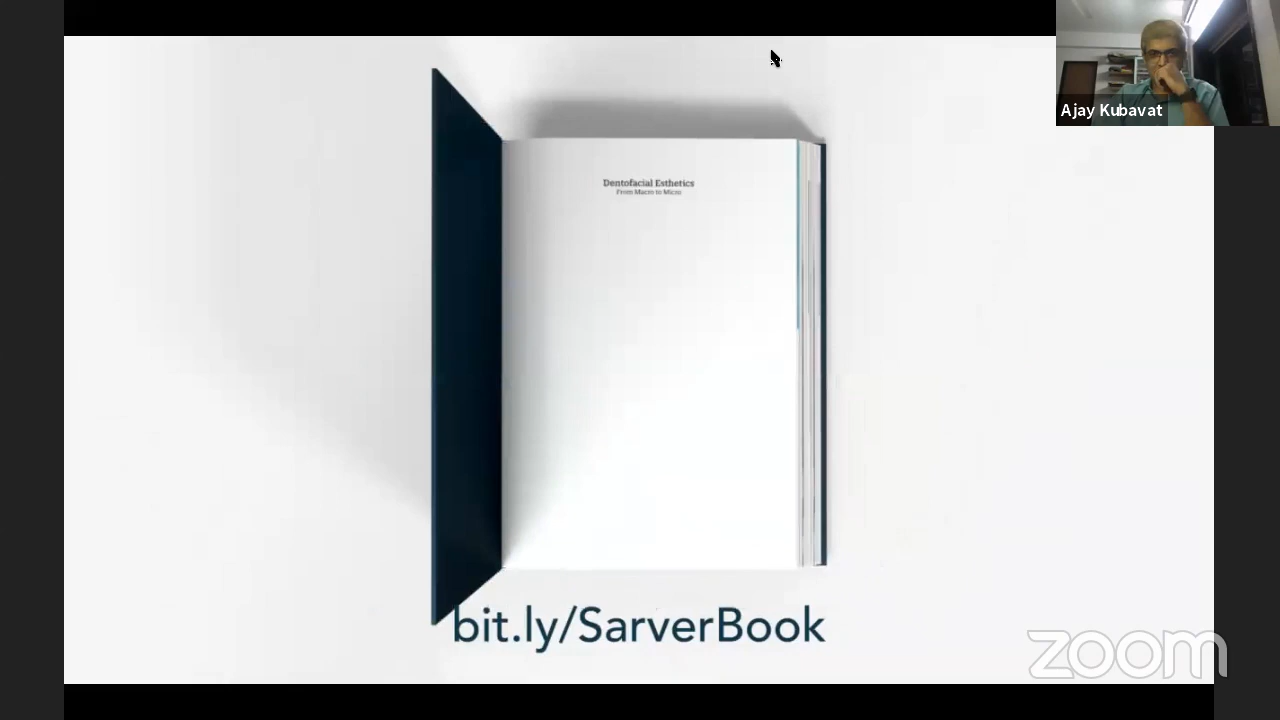 Ajay Kubavat
Dentofacial Esthetics
From Macro to Micro
bit.ly/SarverBook
zoom